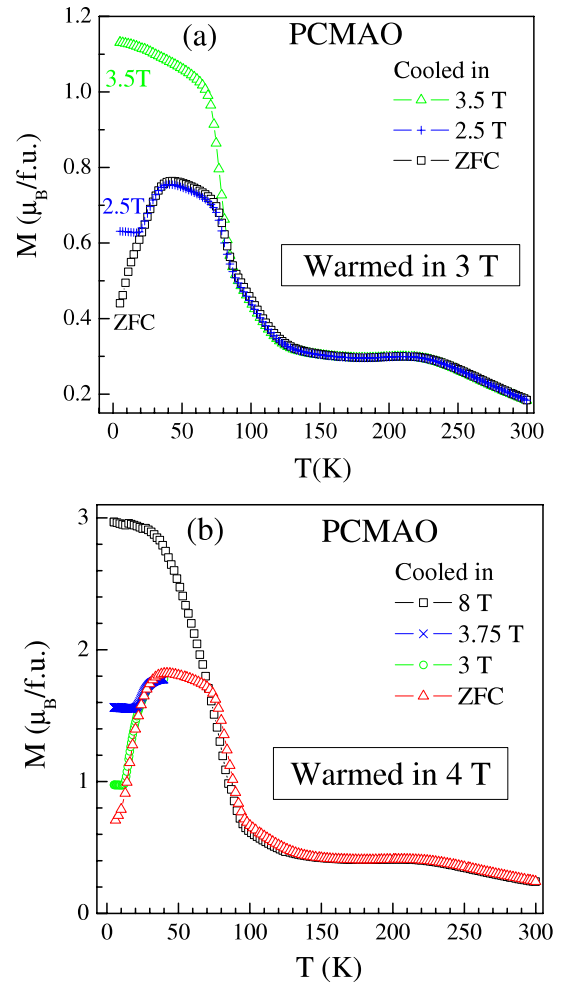 (a)
PCMAO
Cooled in
3.5 T
2.5 T
ZFC
3.5T
2.5T
ZFC
Warmed in 3 T
M (μB/f.u.)
1.2
1.0
0.8
0.6
0.4
0.2
0 50 100 150 200 250 300
T(K)
(b)
PCMAO
Cooled in
8 T
3.75 T
3 T
ZFC
Warmed in 4 T
M (μB/f.u.)
3
2
1
0
0 50 100 150 200 250 300
T (K)